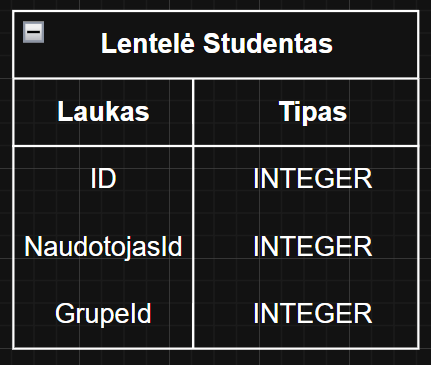 Lentelė Studentas
Laukas Tipas
ID INTEGER
NaudotojasId INTEGER
GrupeId INTEGER